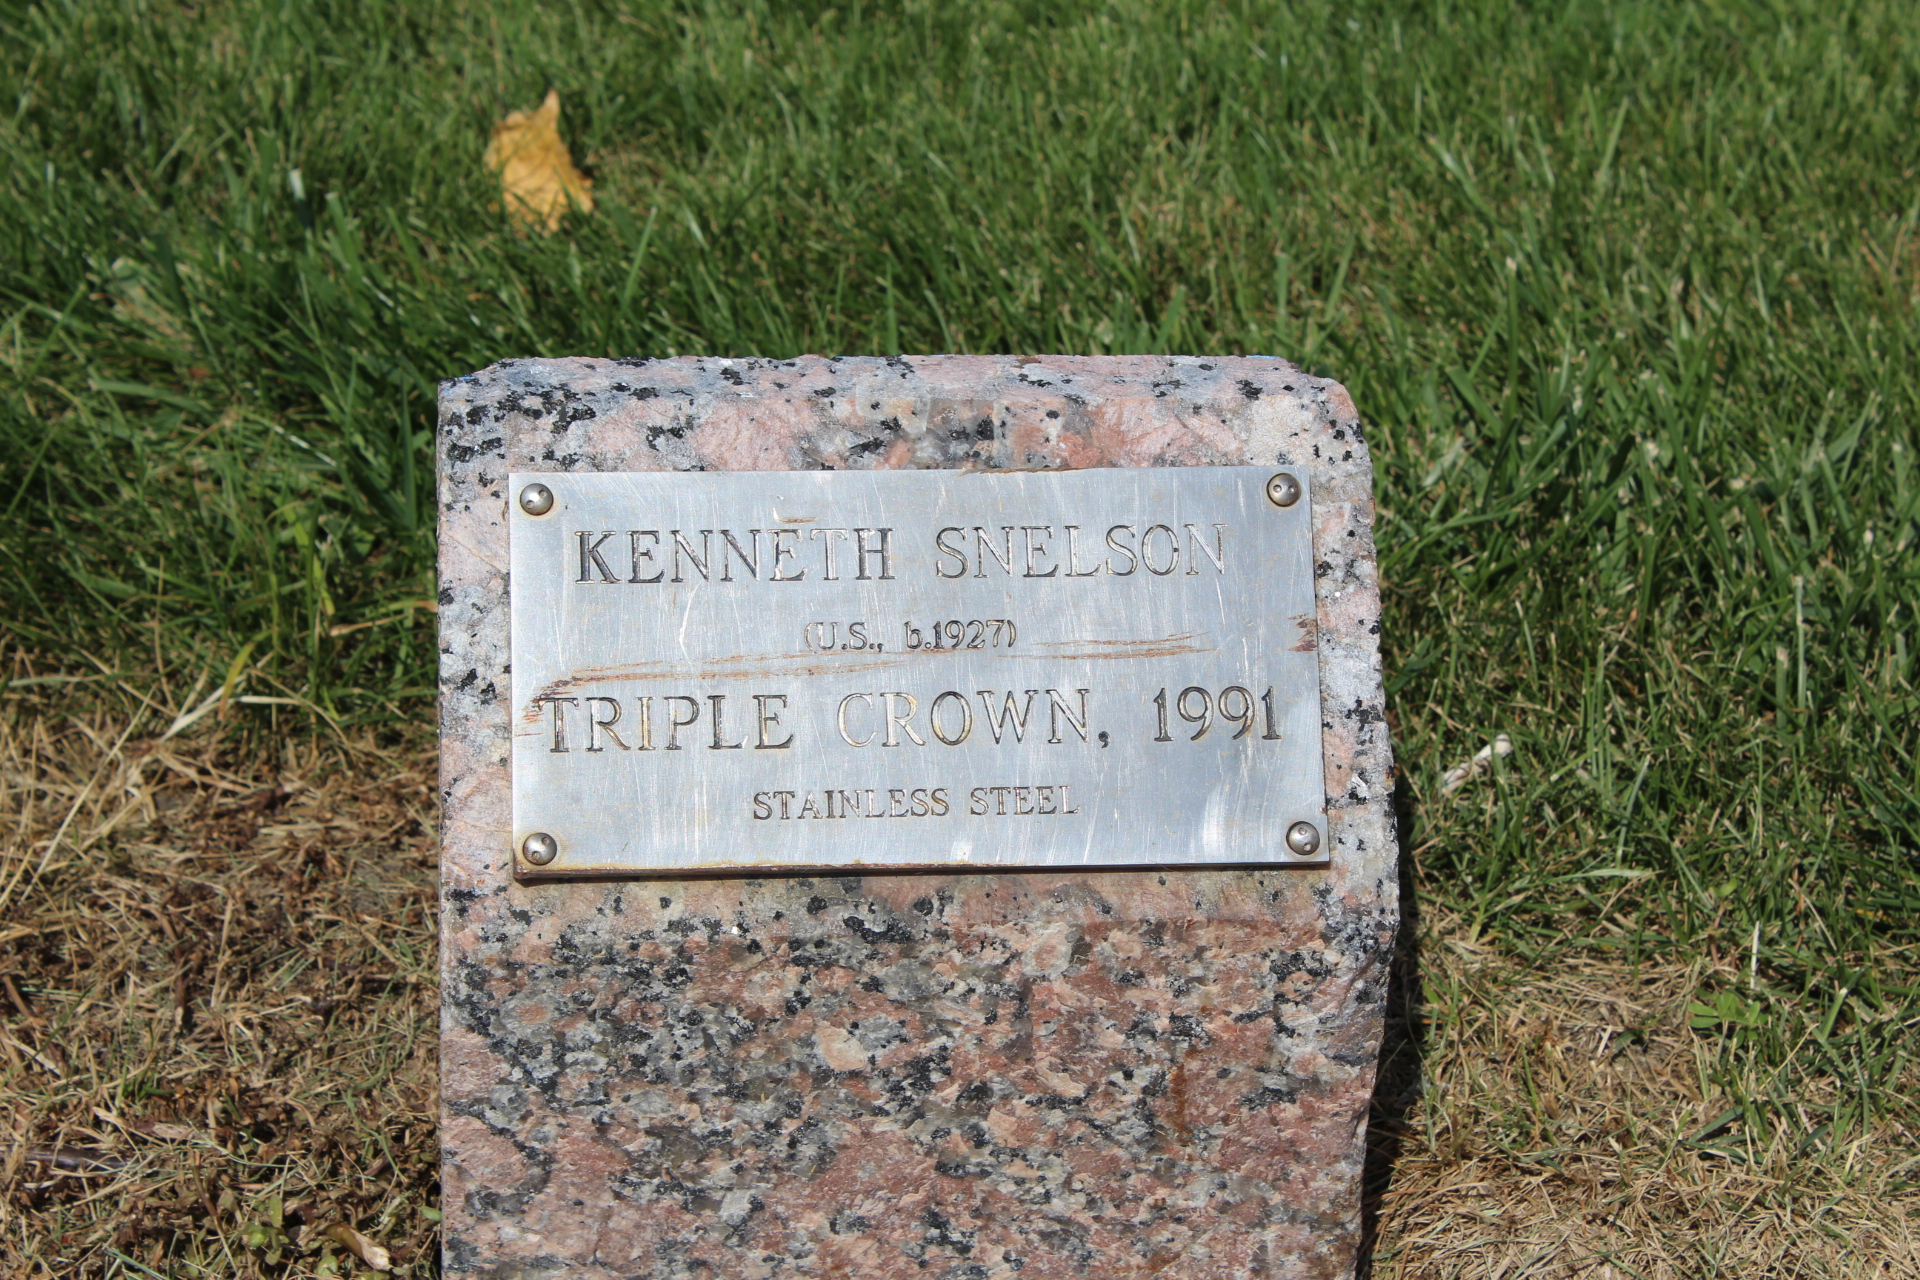 KENNETH SNELSON
(U.S., b.1927)
TRIPLE CROWN, 1991
STAINLESS STEEL